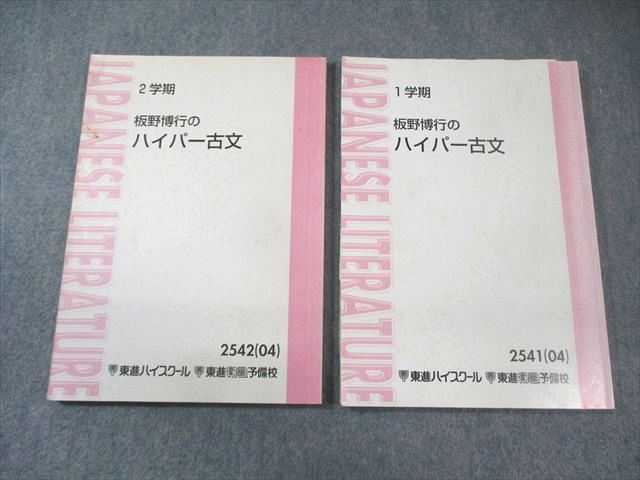 2学期
板野博行の
ハイパー古文
JAPANESE LITERATURE
2542(04)
東進ハイスクール 東進衛星予備校
1学期
板野博行の
ハイパー古文
JAPANESE LITERATURE
2541(04)
東進ハイスクール 東進衛星予備校